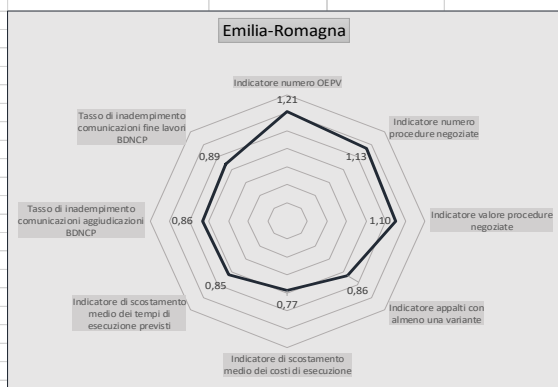 Emilia-Romagna
Indicatore numero OEPV
1,21
Indicatore numero
procedure negoziate
1,13
Indicatore valore procedure
negoziate
1,10
Indicatore appalti con
almeno una variante
0,86
Indicatore di scostamento
medio dei costi di esecuzione
0,77
Indicatore di scostamento
medio dei tempi di
esecuzione previsti
0,85
Tasso di inadempimento
comunicazioni aggiudicazioni
BDNCP
0,86
Tasso di inadempimento
comunicazioni fine lavori
BDNCP
0,89